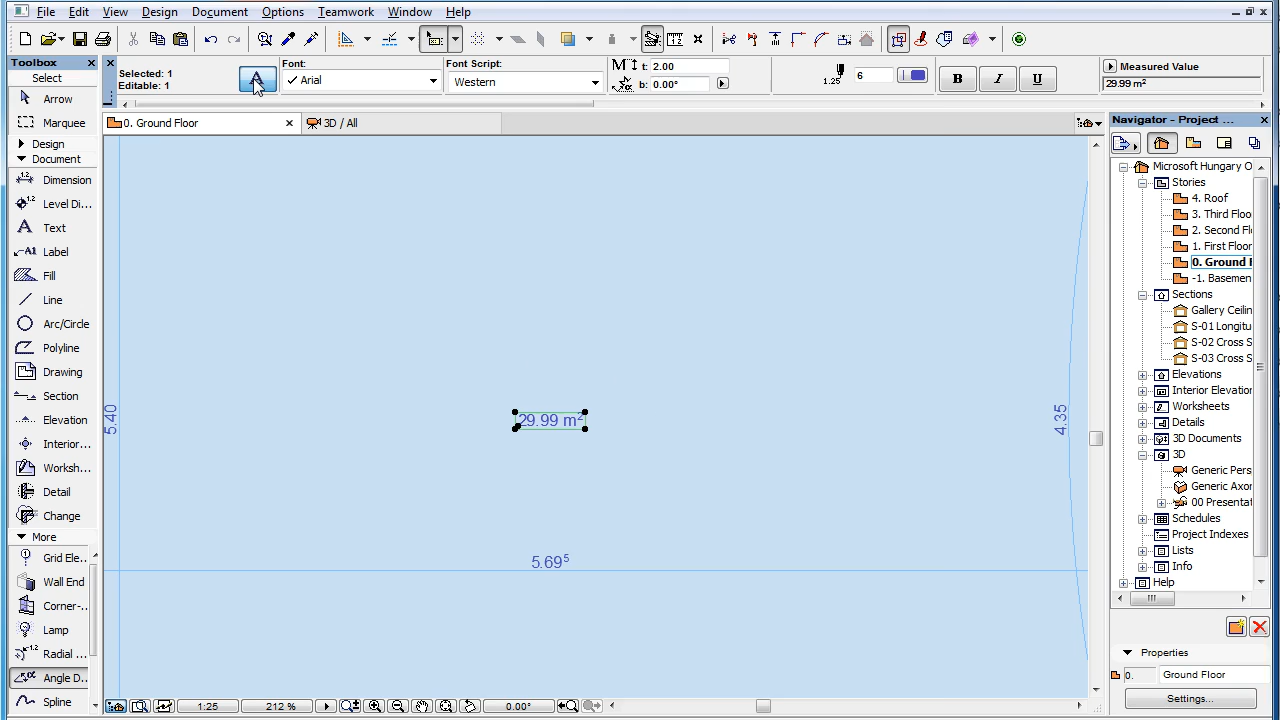 File Edit View Design Document Options Teamwork Window Help
Toolbox
Select
Arrow
Marquee
Design
Document
Dimension
Level Di...
Text
Label
Fill
Line
Arc/Circle
Polyline
Drawing
Section
Elevation
Interior...
Worksh...
Detail
Change
More
Grid Ele...
Wall End
Corner-...
Lamp
Radial ...
Angle D...
Spline
Selected: 1
Editable: 1
A
Font:
Arial
Font Script:
Western
t: 2.00
b: 0.00°
1.25
6
B I U
Measured Value
29.99 m²
0. Ground Floor
3D / All
5.40
29.99 m²
4.35
5.69⁵
1:25
212 %
0.00°
Navigator - Project ...
Microsoft Hungary O
Stories
4. Roof
3. Third Floo
2. Second Fl
1. First Floor
0. Ground F
-1. Basemen
Sections
Gallery Ceilin
S-01 Longitu
S-02 Cross S
S-03 Cross S
Elevations
Interior Elevation
Worksheets
Details
3D Documents
3D
Generic Pers
Generic Axor
00 Presentat
Schedules
Project Indexes
Lists
Info
Help
Properties
0.
Ground Floor
Settings...